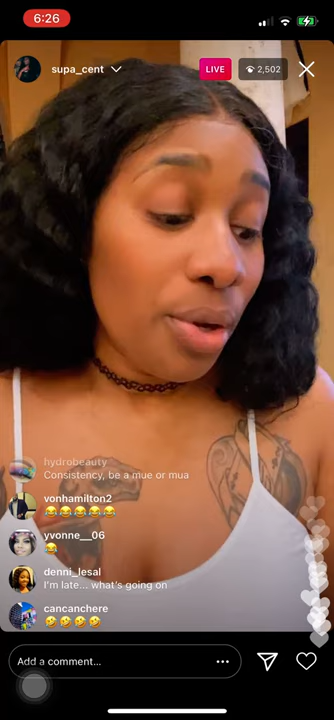 6:26
supa_cent
LIVE
2,502
hydrobeauty
Consistency, be a mue or mua
vonhamilton2
😂😂😂😂😂
yvonne__06
😂
denni_lesal
I'm late... what's going on
cancanchere
🤣🤣🤣🤣
Add a comment...